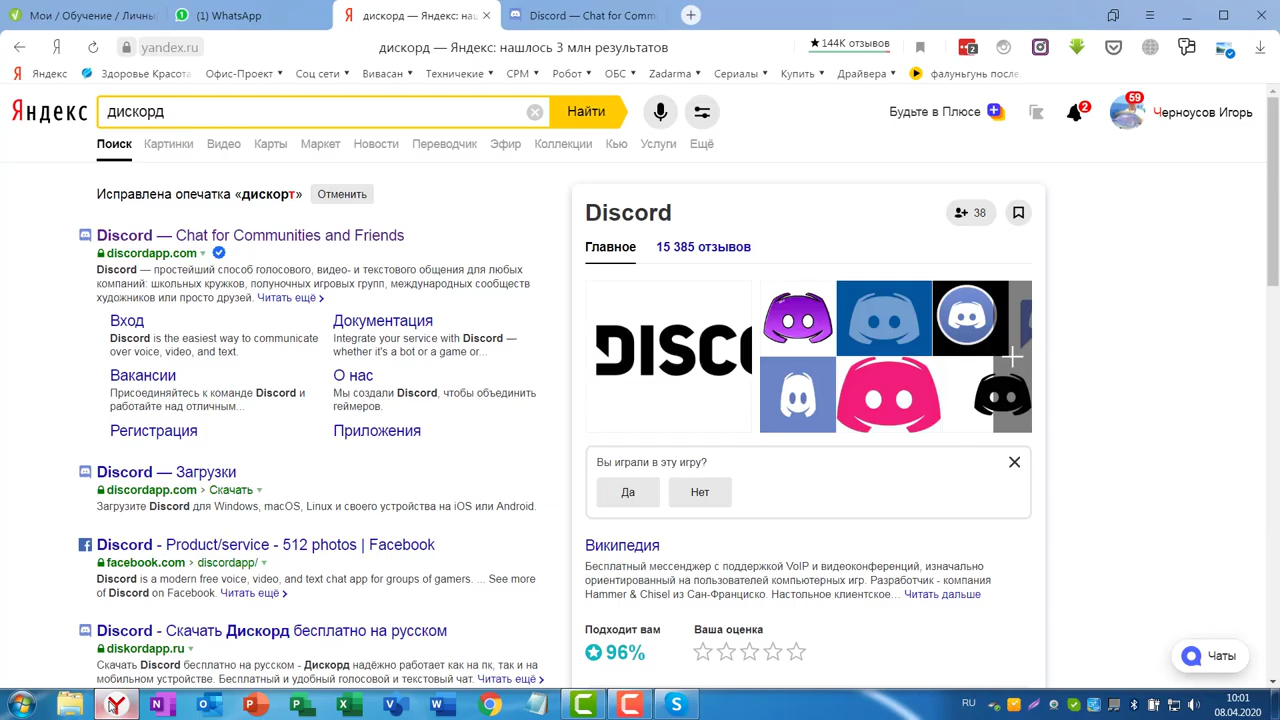 Мои / Обучение / Личны
(1) WhatsApp
дискорд — Яндекс: наш
Discord — Chat for Comm
yandex.ru
дискорд — Яндекс: нашлось 3 млн результатов
★144K отзывов
2
Яндекс
Здоровье Красота
Офис-Проект
Соц сети
Вивасан
Техничекие
СРМ
Робот
ОБС
Zadarma
Сериалы
Купить
Драйвера
фалуньгунь после
Яндекс
дискорд
Найти
Будьте в Плюсе
2
59
Черноусов Игорь
Поиск
Картинки
Видео
Карты
Маркет
Новости
Переводчик
Эфир
Коллекции
Кью
Услуги
Ещё
Исправлена опечатка «дискорт»
Отменить
Discord — Chat for Communities and Friends
discordapp.com
Discord — простейший способ голосового, видео- и текстового общения для любых
компаний: школьных кружков, полуночных игровых групп, международных сообществ
художников или просто друзей. Читать ещё >
Вход
Discord is the easiest way to communicate
over voice, video, and text.
Документация
Integrate your service with Discord —
whether it's a bot or a game or...
Вакансии
Присоединяйтесь к команде Discord и
работайте над отличным...
О нас
Мы создали Discord, чтобы объединить
геймеров.
Регистрация
Приложения
Discord — Загрузки
discordapp.com > Скачать
Загрузите Discord для Windows, macOS, Linux и своего устройства на iOS или Android.
Discord - Product/service - 512 photos | Facebook
facebook.com > discordapp/
Discord is a modern free voice, video, and text chat app for groups of gamers. ... See more
of Discord on Facebook. Читать ещё >
Discord - Скачать Дискорд бесплатно на русском
diskordapp.ru
Скачать Discord бесплатно на русском - Дискорд надёжно работает как на пк, так и на
мобильном устройстве. Бесплатный и удобный голосовой и текстовый чат. Читать ещё >
Discord
38
Главное
15 385 отзывов
DISCO
Вы играли в эту игру?
Да
Нет
Википедия
Бесплатный мессенджер с поддержкой VoIP и видеоконференций, изначально
ориентированный на пользователей компьютерных игр. Разработчик - компания
Hammer & Chisel из Сан-Франциско. Настольное клиентское... Читать дальше
Подходит вам
Ваша оценка
96%
Чаты
RU
10:01
08.04.2020